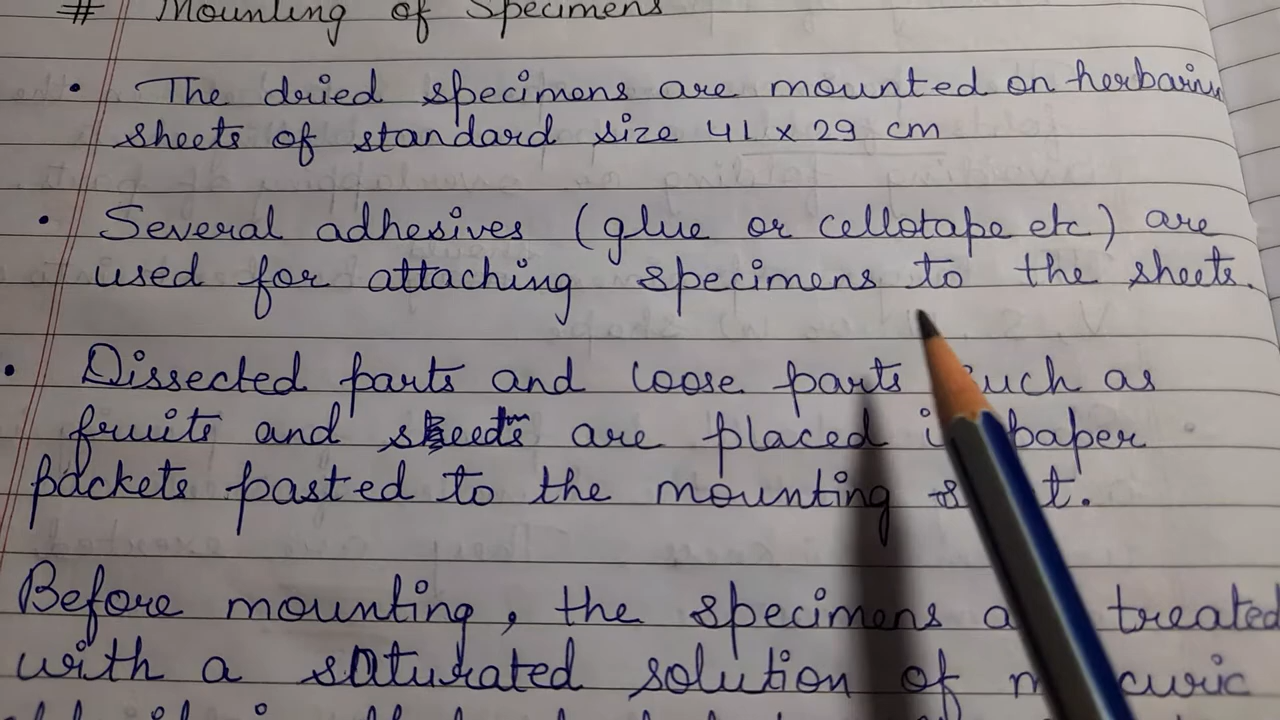 # Mounting of Specimens
• The dried specimens are mounted on herbarium
sheets of standard size 41 x 29 cm
• Several adhesives (glue or cellotape etc) are
used for attaching specimens to the sheets.
• Dissected parts and loose parts such as
fruits and seeds are placed in paper
packets pasted to the mounting
Before mounting, the specimens treated
with a saturated solution of